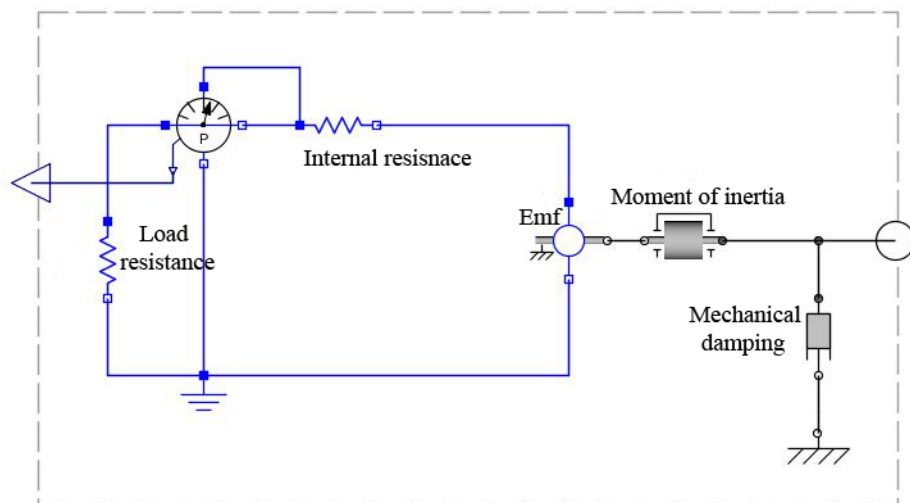 P
Internal resisnace
Load
resistance
Emf
Moment of inertia
Mechanical
damping